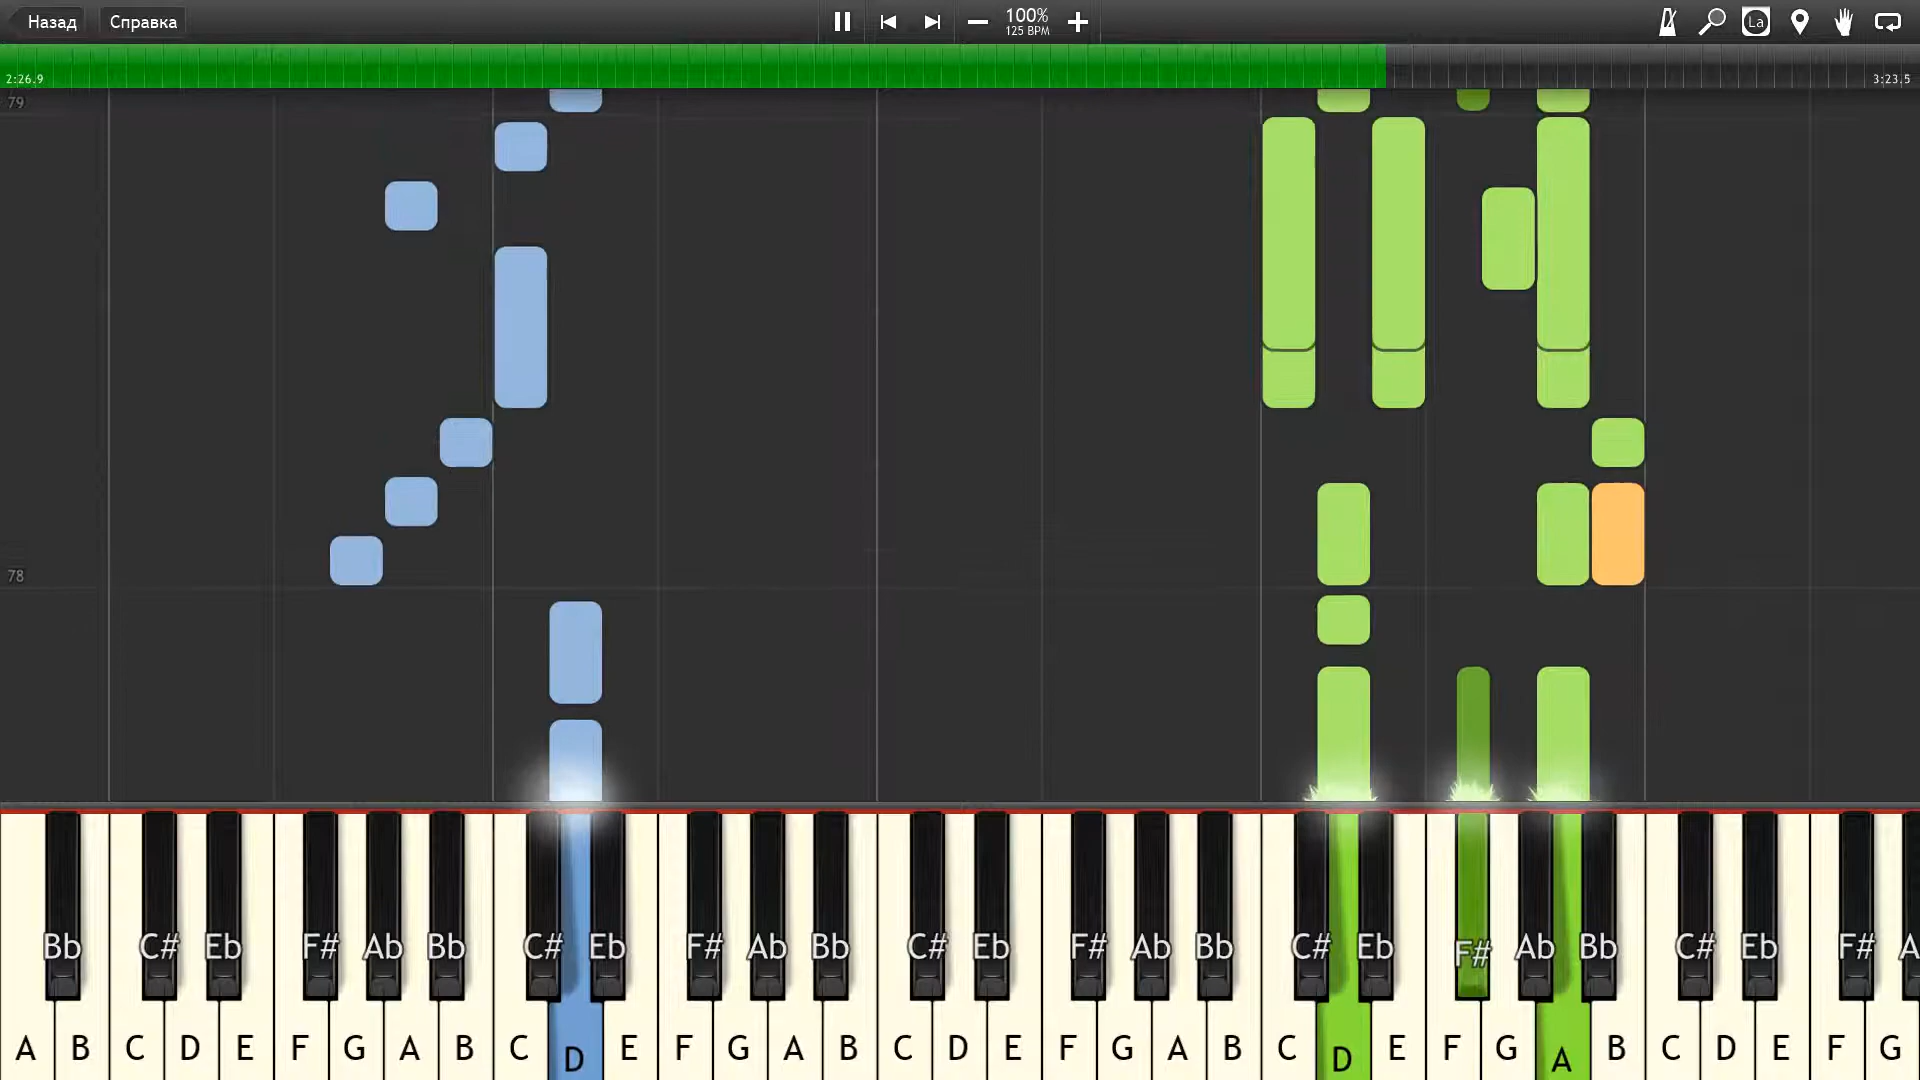 Назад Справка 100% La
125 BPM
2:26.9 3:23.5
79
78
Bb C# Eb F# Ab Bb C# Eb F# Ab Bb C# Eb F# Ab Bb C# Eb F# Ab Bb C# Eb F# A
A B C D E F G A B C D E F G A B C D E F G A B C D E F G A B C D E F G